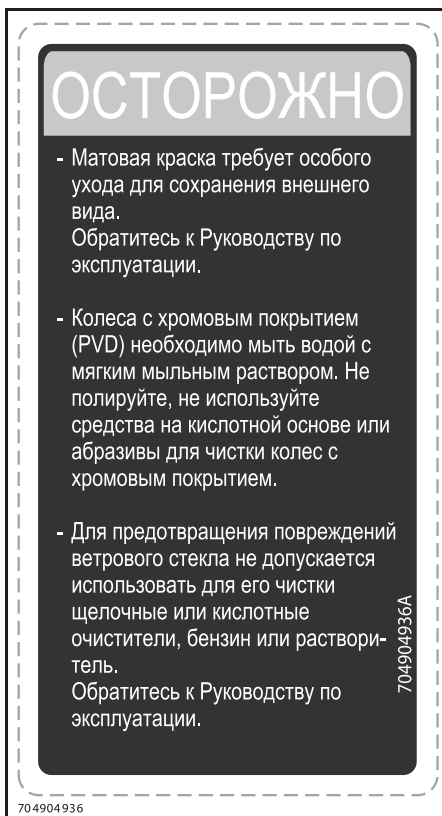 ОСТОРОЖНО
- Матовая краска требует особого
ухода для сохранения внешнего
вида.
Обратитесь к Руководству по
эксплуатации.
- Колеса с хромовым покрытием
(PVD) необходимо мыть водой с
мягким мыльным раствором. Не
полируйте, не используйте
средства на кислотной основе или
абразивы для чистки колес с
хромовым покрытием.
- Для предотвращения повреждений
ветрового стекла не допускается
использовать для его чистки
щелочные или кислотные
очистители, бензин или раствори-
тель.
Обратитесь к Руководству по
эксплуатации.
704904936A
704904936